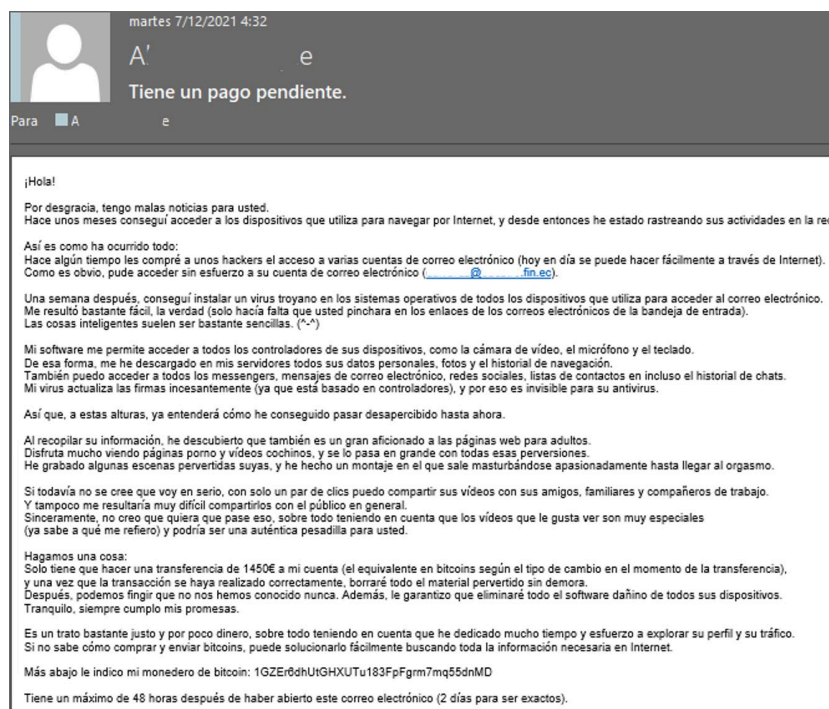 martes 7/12/2021 4:32
A e
Tiene un pago pendiente.
Para A e
¡Hola!
Por desgracia, tengo malas noticias para usted.
Hace unos meses conseguí acceder a los dispositivos que utiliza para navegar por Internet, y desde entonces he estado rastreando sus actividades en la
Así es como ha ocurrido todo:
Hace algún tiempo les compré a unos hackers el acceso a varias cuentas de correo electrónico (hoy en día se puede hacer fácilmente a través de Internet).
Como es obvio, pude acceder sin esfuerzo a su cuenta de correo electrónico ( @ .fin.ec).
Una semana después, conseguí instalar un virus troyano en los sistemas operativos de todos los dispositivos que utiliza para acceder al correo electrónico.
Me resultó bastante fácil, la verdad (solo hacía falta que usted pinchara en los enlaces de los correos electrónicos de la bandeja de entrada).
Las cosas inteligentes suelen ser bastante sencillas. (^-^)
Mi software me permite acceder a todos los controladores de sus dispositivos, como la cámara de vídeo, el micrófono y el teclado.
De esa forma, me he descargado en mis servidores todos sus datos personales, fotos y el historial de navegación.
También puedo acceder a todos los messengers, mensajes de correo electrónico, redes sociales, listas de contactos en incluso el historial de chats.
Mi virus actualiza las firmas incesantemente (ya que está basado en controladores), y por eso es invisible para su antivirus.
Así que, a estas alturas, ya entenderá cómo he conseguido pasar desapercibido hasta ahora.
Al recopilar su información, he descubierto que también es un gran aficionado a las páginas web para adultos.
Disfruta mucho viendo páginas porno y vídeos cochinos, y se lo pasa en grande con todas esas perversiones.
He grabado algunas escenas pervertidas suyas, y he hecho un montaje en el que sale masturbándose apasionadamente hasta llegar al orgasmo.
Si todavía no se cree que voy en serio, con solo un par de clics puedo compartir sus vídeos con sus amigos, familiares y compañeros de trabajo.
Y tampoco me resultaría muy difícil compartirlos con el público en general.
Sinceramente, no creo que quiera que pase eso, sobre todo teniendo en cuenta que los vídeos que le gusta ver son muy especiales
(ya sabe a qué me refiero) y podría ser una auténtica pesadilla para usted.
Hagamos una cosa:
Solo tiene que hacer una transferencia de 1450€ a mi cuenta (el equivalente en bitcoins según el tipo de cambio en el momento de la transferencia),
y una vez que la transacción se haya realizado correctamente, borraré todo el material pervertido sin demora.
Después, podemos fingir que no nos hemos conocido nunca. Además, le garantizo que eliminaré todo el software dañino de todos sus dispositivos.
Tranquilo, siempre cumplo mis promesas.
Es un trato bastante justo y por poco dinero, sobre todo teniendo en cuenta que he dedicado mucho tiempo y esfuerzo a explorar su perfil y su tráfico.
Si no sabe cómo comprar y enviar bitcoins, puede solucionarlo fácilmente buscando toda la información necesaria en Internet.
Más abajo le indico mi monedero de bitcoin: 1GZEr6dhUtGHXUTu183FpFgrm7mq55dnMD
Tiene un máximo de 48 horas después de haber abierto este correo electrónico (2 días para ser exactos).